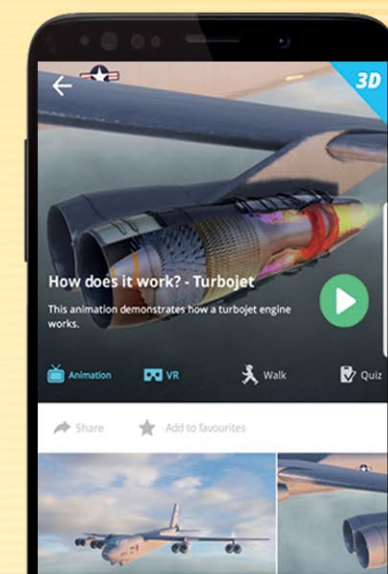 3D
How does it work? - Turbojet
This animation demonstrates how a turbojet engine
works.
Animation VR Walk Quiz
Share Add to favourites